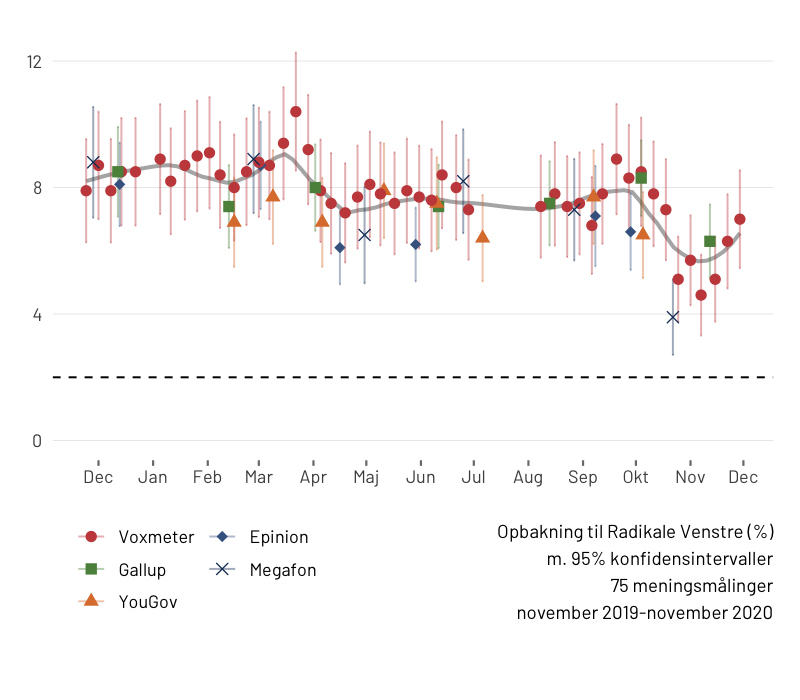 12
8
4
0
Dec Jan Feb Mar Apr Maj Jun Jul Aug Sep Okt Nov Dec
Voxmeter Epinion
Gallup Megafon
YouGov
Opbakning til Radikale Venstre (%)
m. 95% konfidensintervaller
75 meningsmålinger
november 2019-november 2020